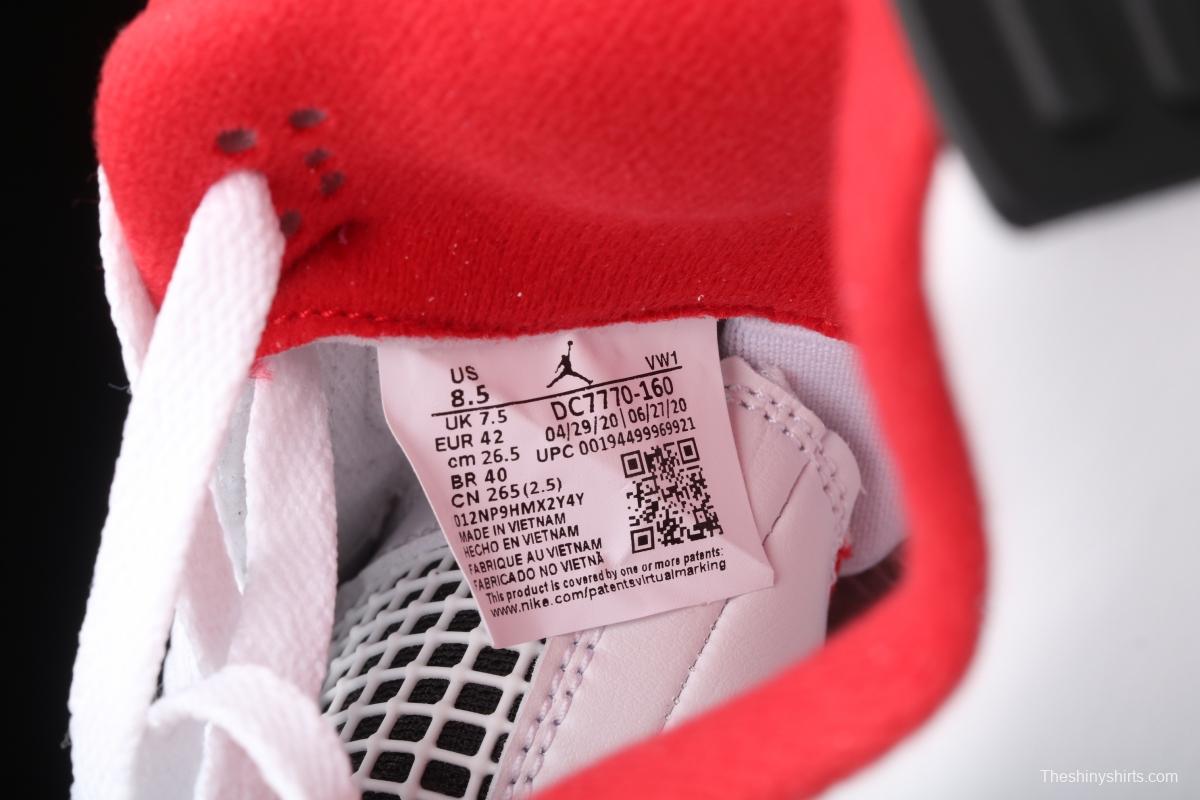 US
8.5
VW1
UK 7.5
EUR 42
cm 26.5
BR 40
CN 265(2.5)
DC7770-160
04/29/20|06/27/20
UPC 00194499969921
012NP9HMX2Y4Y
MADE IN VIETNAM
HECHO EN VIETNAM
FABRIQUE AU VIETNAM
FABRICADO NO VIETNÃ
This product is covered by one or more patents:
www.nike.com/patentsvirtualmarking
Theshinyshirts.com